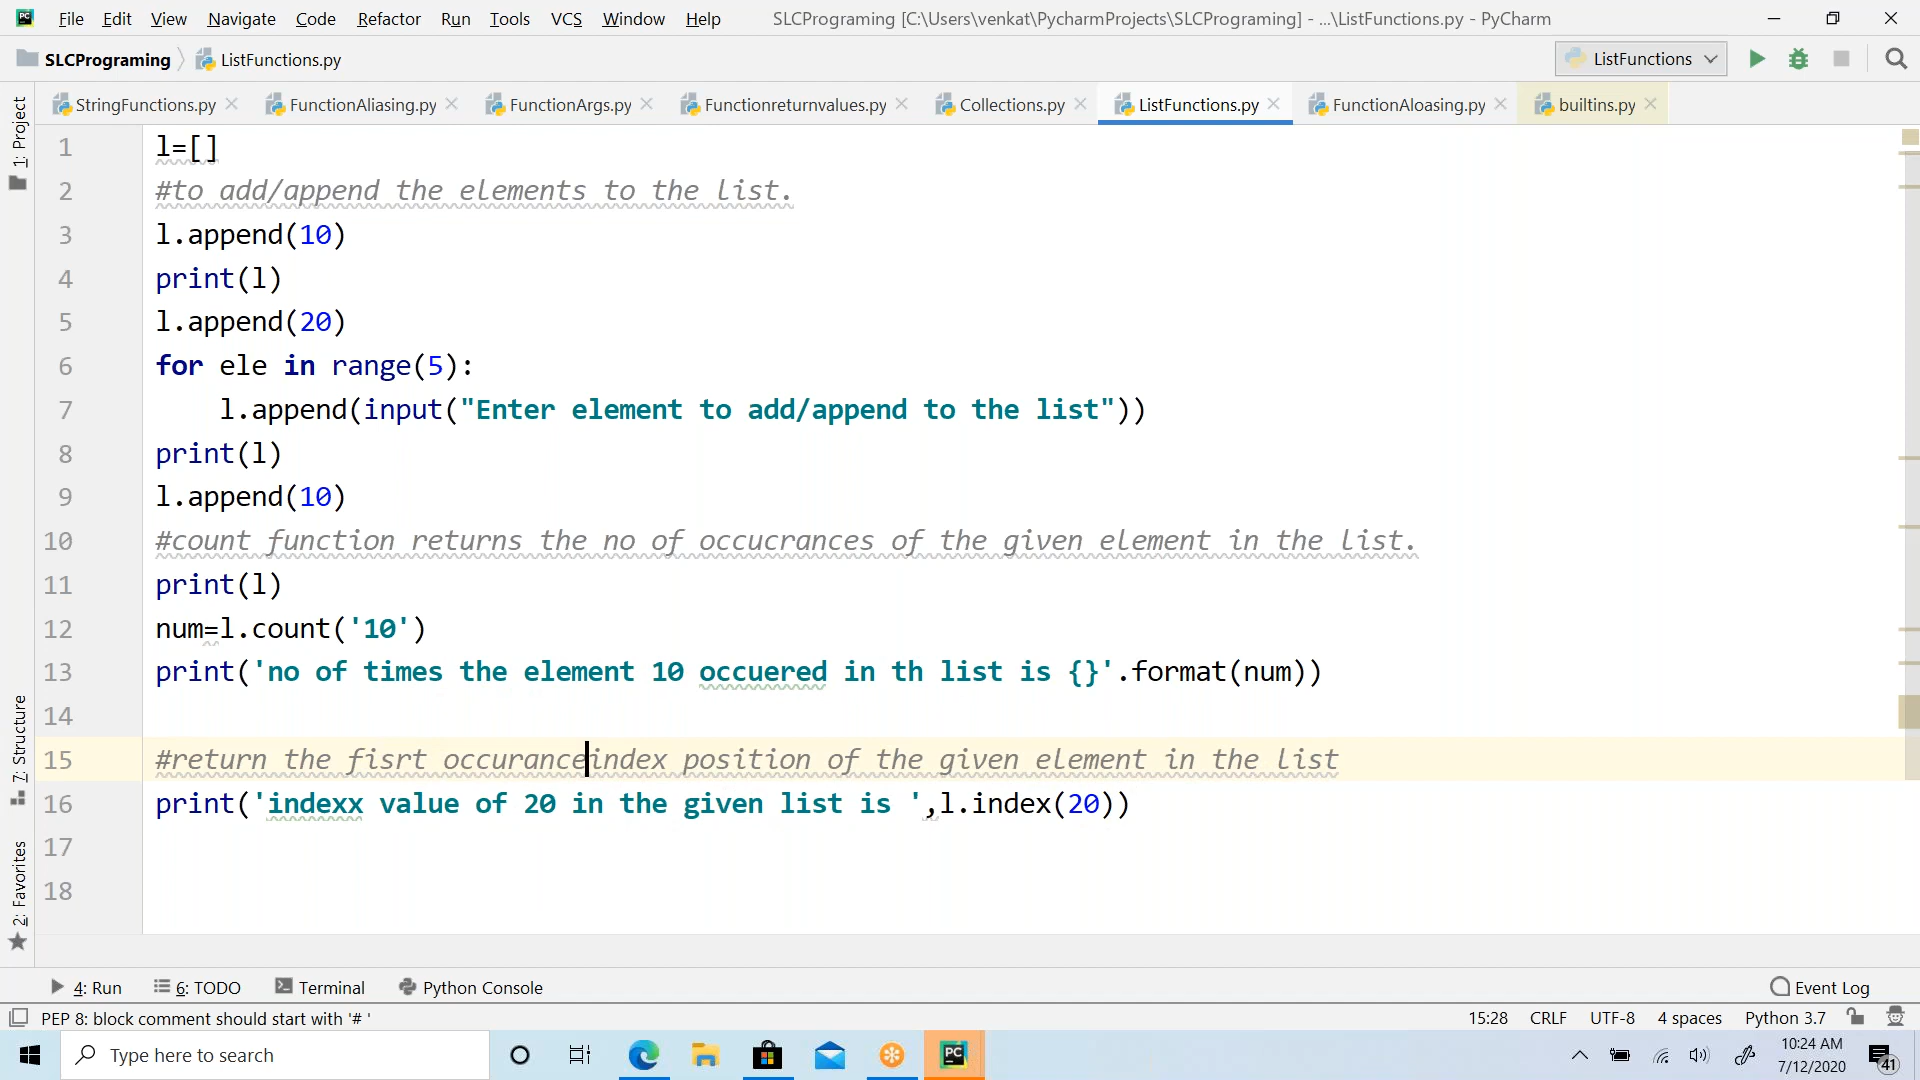 File Edit View Navigate Code Refactor Run Tools VCS Window Help SLCPrograming [C:\Users\venkat\PycharmProjects\SLCPrograming] - ...\ListFunctions.py - PyCharm
SLCPrograming ListFunctions.py ListFunctions
StringFunctions.py FunctionAliasing.py FunctionArgs.py Functionreturnvalues.py Collections.py ListFunctions.py FunctionAloasing.py builtins.py
1: Project
7: Structure
2: Favorites
1 l=[]
2 #to add/append the elements to the list.
3 l.append(10)
4 print(l)
5 l.append(20)
6 for ele in range(5):
7     l.append(input("Enter element to add/append to the list"))
8 print(l)
9 l.append(10)
10 #count function returns the no of occucrances of the given element in the list.
11 print(l)
12 num=l.count('10')
13 print('no of times the element 10 occuered in th list is {}'.format(num))
14
15 #return the fisrt occuranceindex position of the given element in the list
16 print('indexx value of 20 in the given list is ',l.index(20))
17
18
4: Run 6: TODO Terminal Python Console Event Log
PEP 8: block comment should start with '# ' 15:28 CRLF UTF-8 4 spaces Python 3.7
Type here to search
PC
10:24 AM
7/12/2020
41